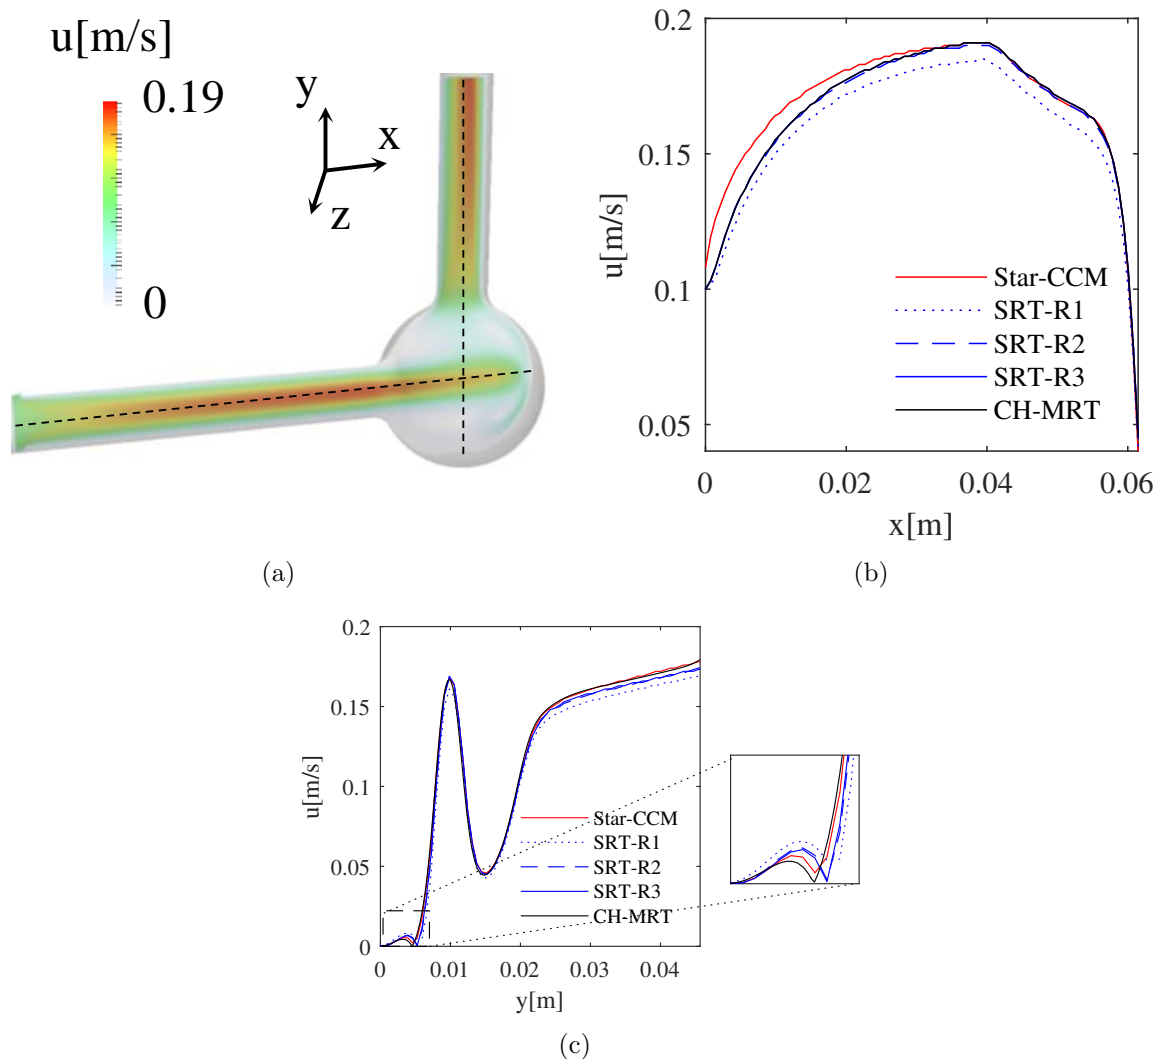 u[m/s]
0.19
0
y
x
z
(a)
0.2
0.15
0.1
0.05
u[m/s]
Star-CCM
SRT-R1
SRT-R2
SRT-R3
CH-MRT
0 0.02 0.04 0.06
x[m]
(b)
0.2
0.15
0.1
0.05
0
u[m/s]
Star-CCM
SRT-R1
SRT-R2
SRT-R3
CH-MRT
0 0.01 0.02 0.03 0.04
y[m]
(c)